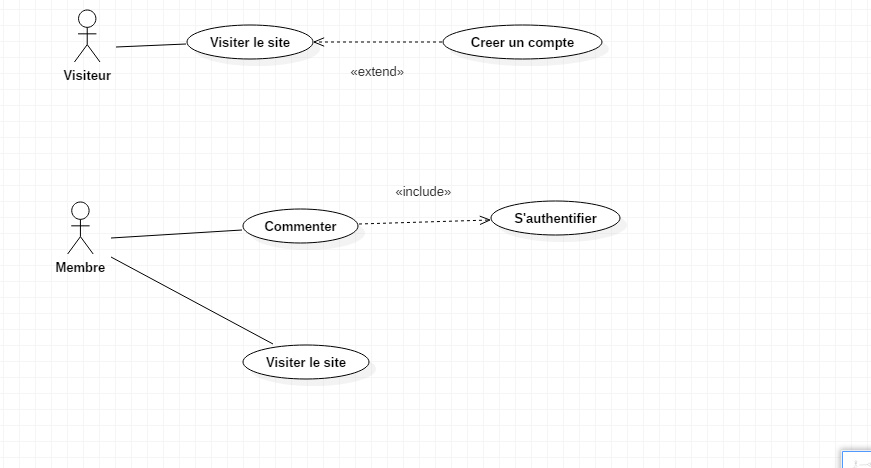 Visiter le site
Creer un compte
«extend»
Visiteur
«include»
Commenter
S'authentifier
Membre
Visiter le site